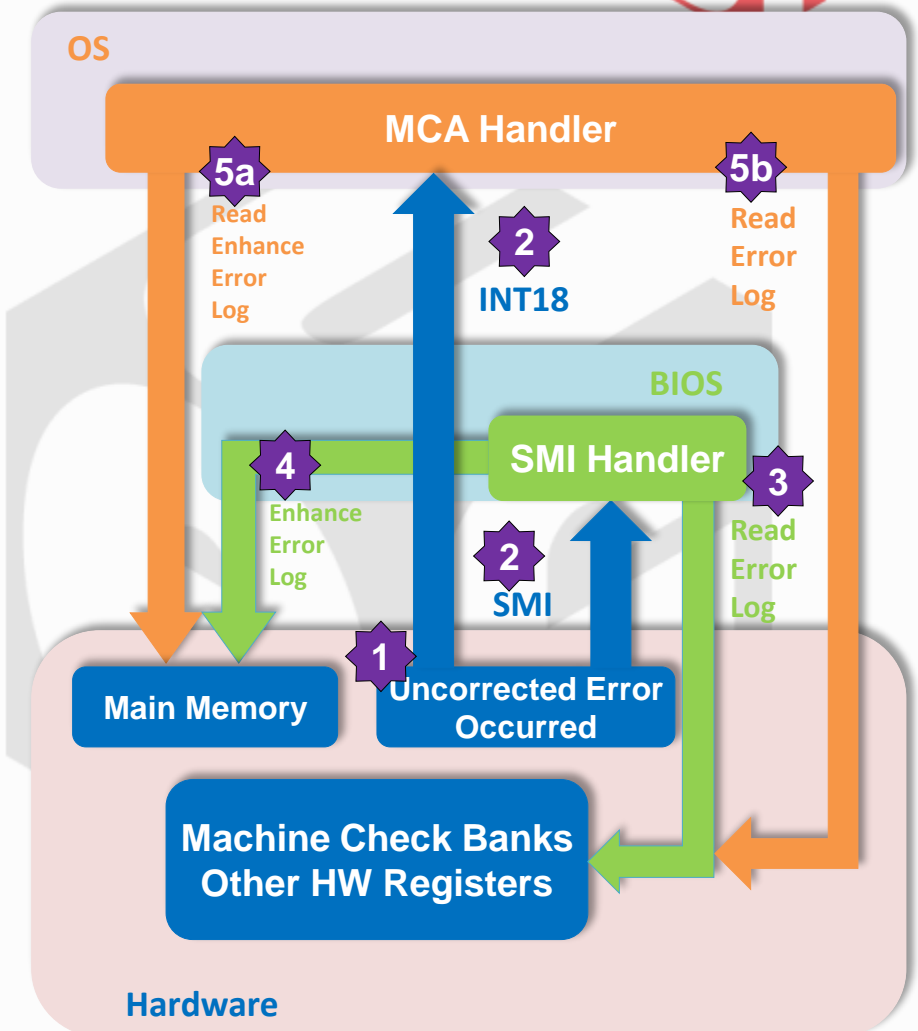 OS
MCA Handler
5a
Read
Enhance
Error
Log
2
INT18
5b
Read
Error
Log
BIOS
SMI Handler
4
Enhance
Error
Log
3
Read
Error
Log
2
SMI
1
Uncorrected Error
Occurred
Main Memory
Machine Check Banks
Other HW Registers
Hardware